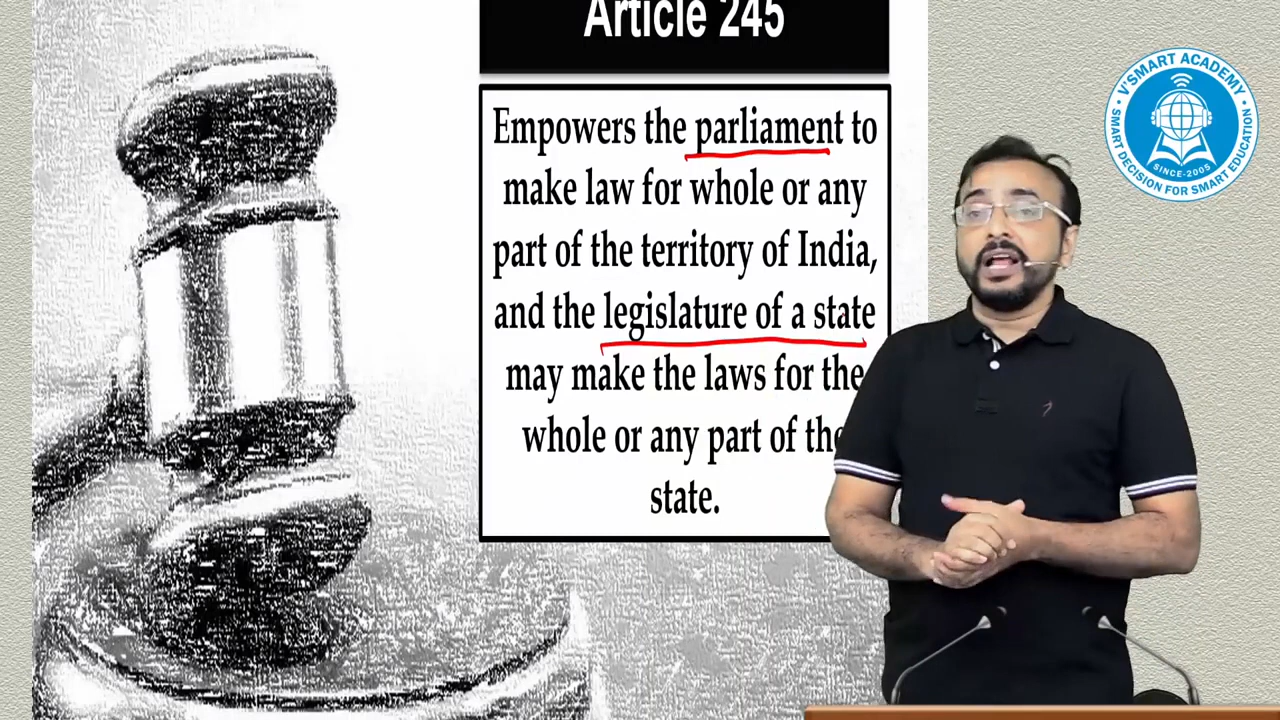 Article 245
Empowers the parliament to
make law for whole or any
part of the territory of India,
and the legislature of a state
may make the laws for the
whole or any part of the
state.
V'SMART ACADEMY
SINCE-2005
SMART DECISION FOR SMART EDUCATION